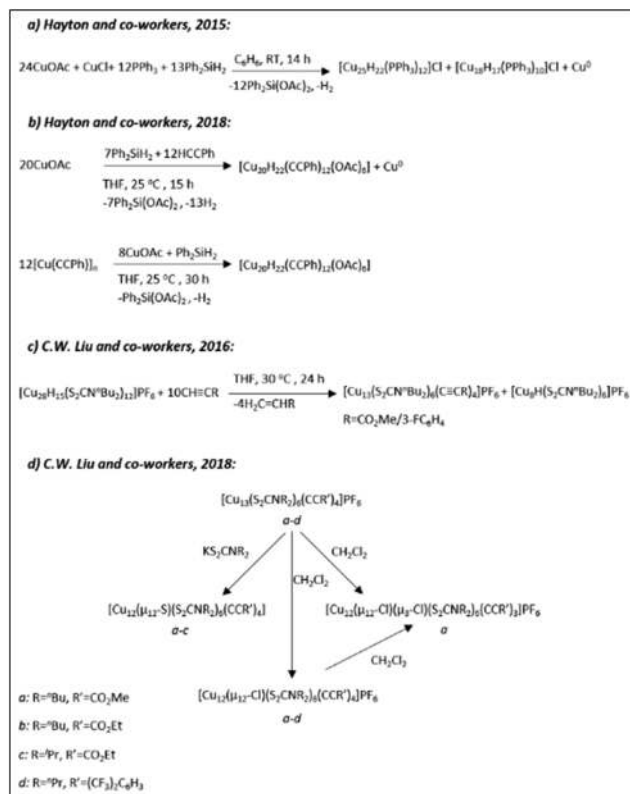 a) Hayton and co-workers, 2015:
24CuOAc + CuCl+ 12PPh₃ + 13Ph₂SiH₂ C₆H₆, RT, 14 h [Cu₂₅H₂₂(PPh₃)₁₂]Cl + [Cu₁₈H₁₇(PPh₃)₁₀]Cl + Cu⁰
-12Ph₂Si(OAc)₂,-H₂
b) Hayton and co-workers, 2018:
7Ph₂SiH₂ + 12HCCPh
20CuOAc [Cu₂₀H₂₂(CCPh)₁₂(OAc)₆] + Cu⁰
THF, 25 °C , 15 h
-7Ph₂Si(OAc)₂ ,-13H₂
8CuOAc + Ph₂SiH₂
12[Cu(CCPh)]ₙ [Cu₂₀H₂₂(CCPh)₁₂(OAc)₆]
THF, 25 °C , 30 h
-Ph₂Si(OAc)₂ ,-H₂
c) C.W. Liu and co-workers, 2016:
THF, 30 °C , 24 h
[Cu₂₈H₁₅(S₂CNⁿBu₂)₁₂]PF₆ + 10CH≡CR [Cu₁₃(S₂CNⁿBu₂)₆(C≡CR)₄]PF₆ + [Cu₈H(S₂CNⁿBu₂)₆]PF₆
-4H₂C=CHR
R=CO₂Me/3-FC₆H₄
d) C.W. Liu and co-workers, 2018:
[Cu₁₃(S₂CNR₂)₆(CCR')₄]PF₆
a-d
KS₂CNR₂ CH₂Cl₂
CH₂Cl₂
[Cu₁₂(μ₁₂-S)(S₂CNR₂)₆(CCR')₄] [Cu₁₂(μ₁₂-Cl)(μ₃-Cl)(S₂CNR₂)₆(CCR')₃]PF₆
a-c a
CH₂Cl₂
a: R=ⁿBu, R'=CO₂Me [Cu₁₂(μ₁₂-Cl)(S₂CNR₂)₆(CCR')₄]PF₆
a-d
b: R=ⁿBu, R'=CO₂Et
c: R=ⁱPr, R'=CO₂Et
d: R=ⁿPr, R'=(CF₃)₂C₆H₃